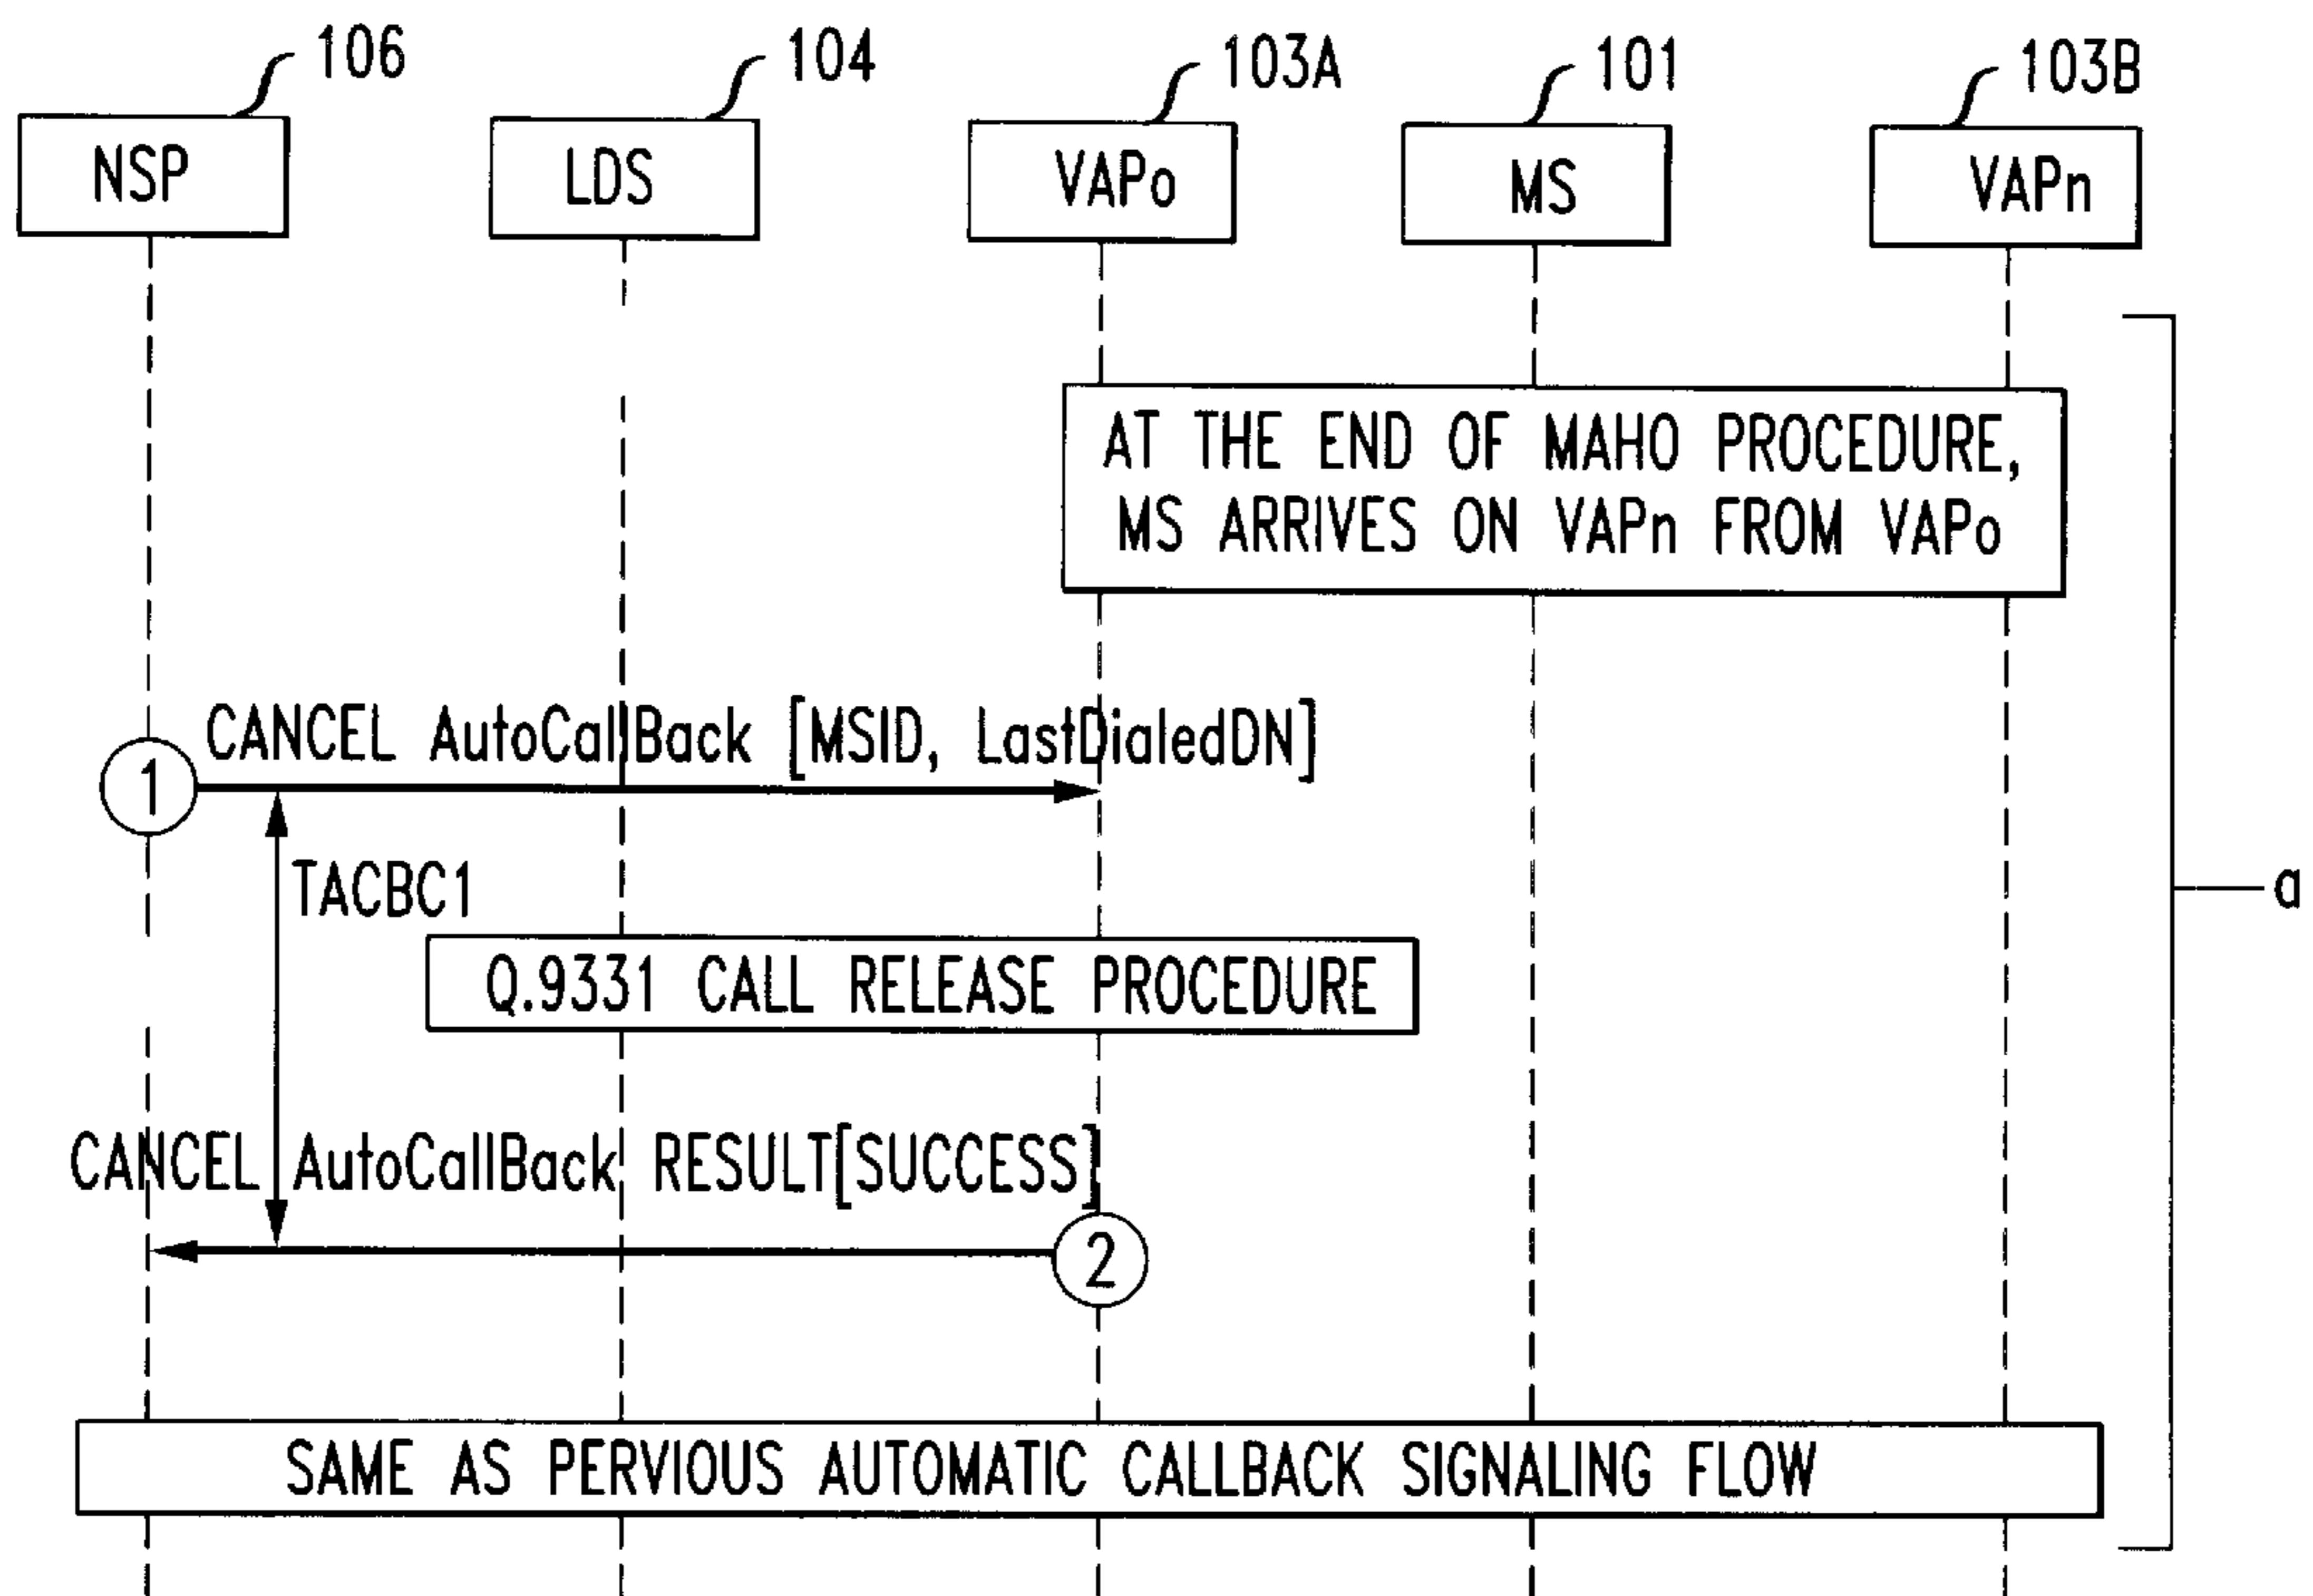 106
104
103A
101
103B
NSP
LDS
VAPo
MS
VAPn
AT THE END OF MAHO PROCEDURE,
MS ARRIVES ON VAPn FROM VAPo
CANCEL AutoCallBack [MSID, LastDialedDN]
1
TACBC1
a
Q.9331 CALL RELEASE PROCEDURE
CANCEL AutoCallBack RESULT[SUCCESS]
2
SAME AS PERVIOUS AUTOMATIC CALLBACK SIGNALING FLOW